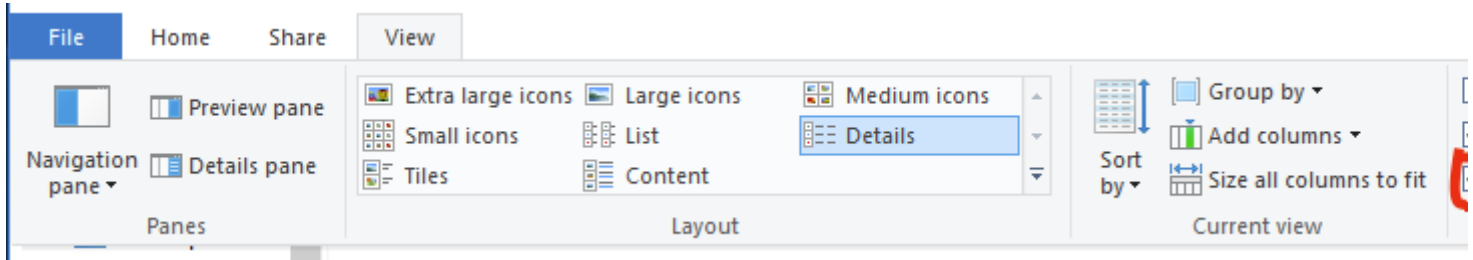 File Home Share View
Extra large icons Large icons Medium icons Group by
Preview pane
Small icons List Details Add columns
Navigation pane Details pane Sort by
Tiles Content Size all columns to fit
Panes Layout Current view